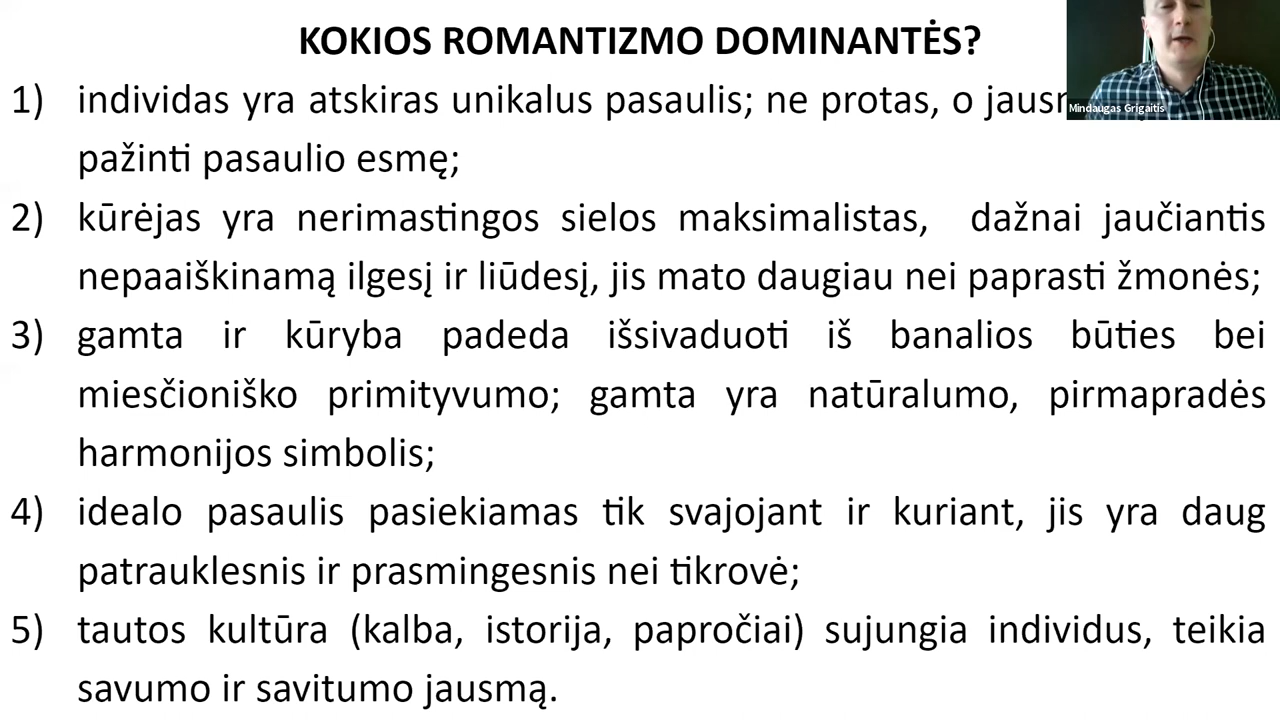 KOKIOS ROMANTIZMO DOMINANTĖS?
1) individas yra atskiras unikalus pasaulis; ne protas, o
Mindaugas Grigaitis
pažinti pasaulio esmę;
2) kūrėjas yra nerimastingos sielos maksimalistas, dažnai jaučiantis
nepaaiškinamą ilgesį ir liūdesį, jis mato daugiau nei paprasti žmonės;
3) gamta ir kūryba padeda išsivaduoti iš banalios būties bei
miesčioniško primityvumo; gamta yra natūralumo, pirmapradės
harmonijos simbolis;
4) idealo pasaulis pasiekiamas tik svajojant ir kuriant, jis yra daug
patrauklesnis ir prasmingesnis nei tikrovė;
5) tautos kultūra (kalba, istorija, papročiai) sujungia individus, teikia
savumo ir savitumo jausmą.